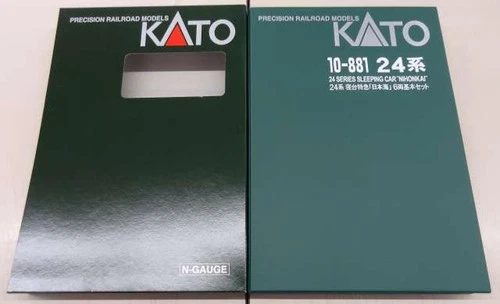 PRECISION RAILROAD MODELS
KATO
N-GAUGE
PRECISION RAILROAD MODELS
KATO
10-881 24系
24 SERIES SLEEPING CAR "NIHONKAI"
24系 寝台特急「日本海」6両基本セット